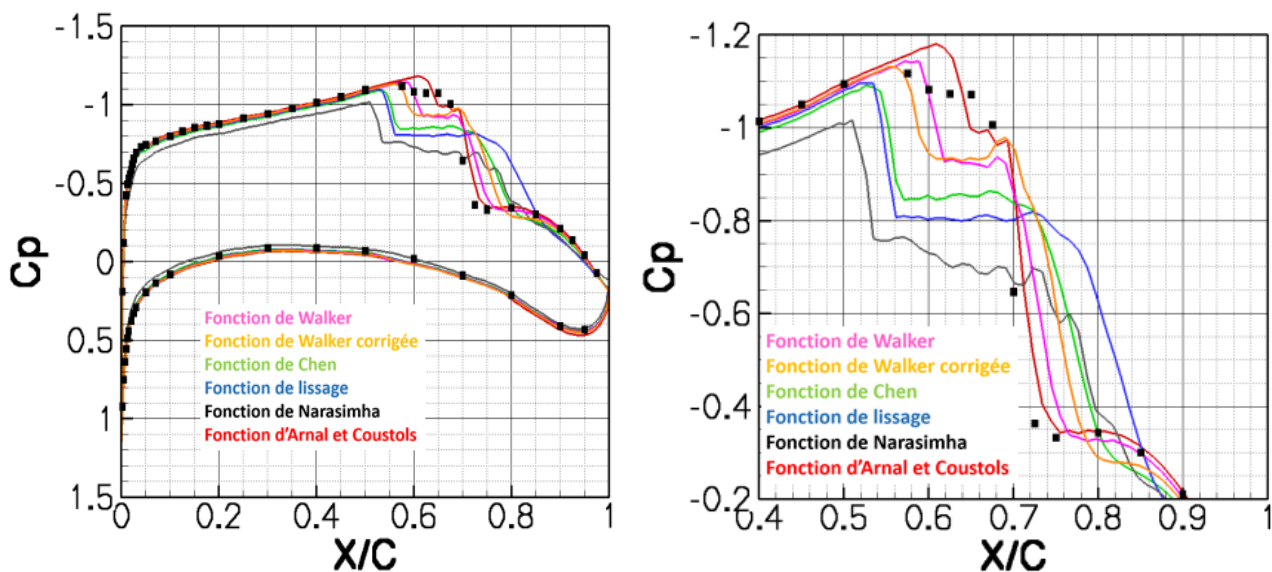 -1.5
-1
-0.5
0
0.5
1
1.5
Cp
0
0.2
0.4
0.6
0.8
1
X/C
Fonction de Walker
Fonction de Walker corrigée
Fonction de Chen
Fonction de lissage
Fonction de Narasimha
Fonction d'Arnal et Coustols
-1.2
-1
-0.8
-0.6
-0.4
-0.2
Cp
0.4
0.5
0.6
0.7
0.8
0.9
1
X/C
Fonction de Walker
Fonction de Walker corrigée
Fonction de Chen
Fonction de lissage
Fonction de Narasimha
Fonction d'Arnal et Coustols